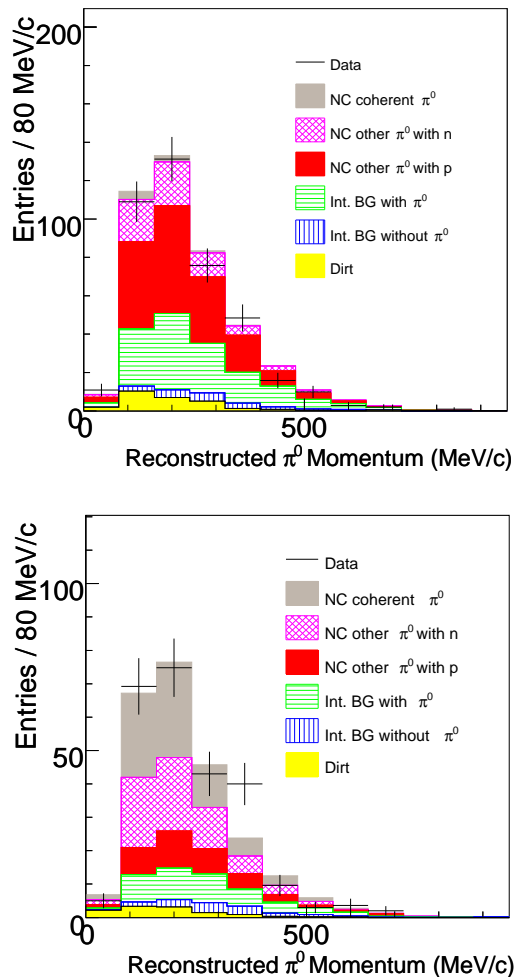 200
Data
NC coherent π⁰
NC other π⁰ with n
NC other π⁰ with p
100
Int. BG with π⁰
Int. BG without π⁰
Dirt
Entries / 80 MeV/c
0
0 500
Reconstructed π⁰ Momentum (MeV/c)
Data
100
NC coherent π⁰
NC other π⁰ with n
NC other π⁰ with p
Int. BG with π⁰
50
Int. BG without π⁰
Dirt
Entries / 80 MeV/c
0
0 500
Reconstructed π⁰ Momentum (MeV/c)